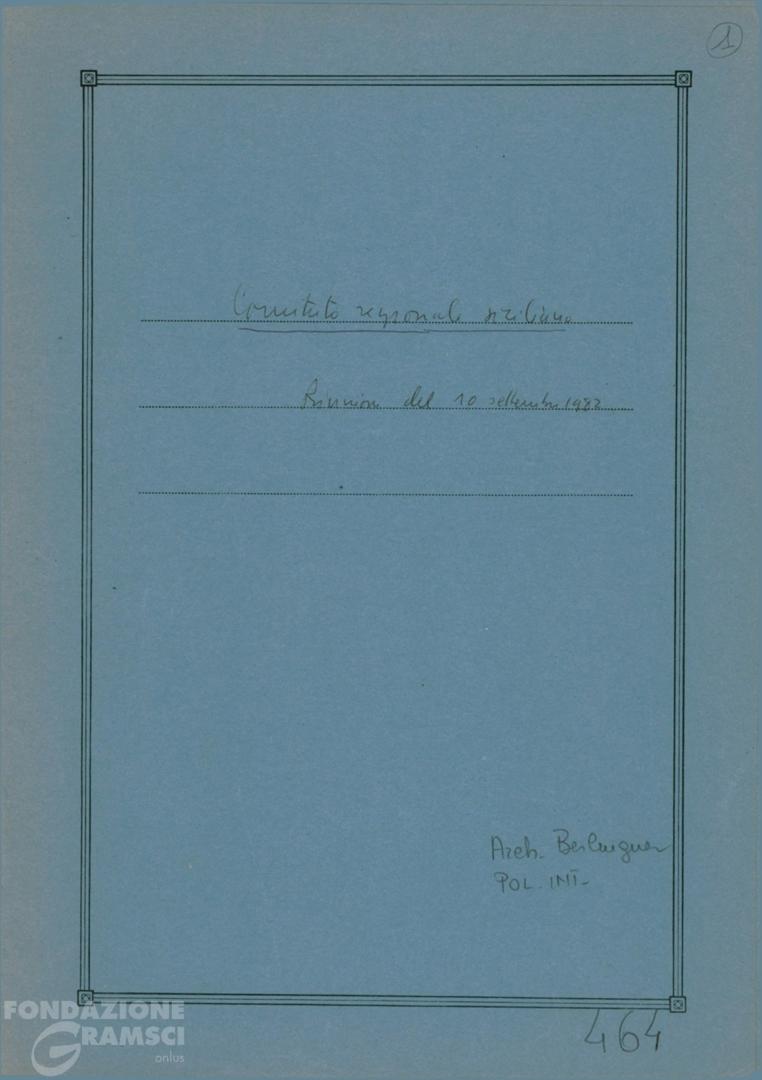 1
Comitato regionale siciliano
Riunione del 10 settembre 1982
Arch. Berlinguer
POL. INT-
464
FONDAZIONE
GRAMSCI
onlus